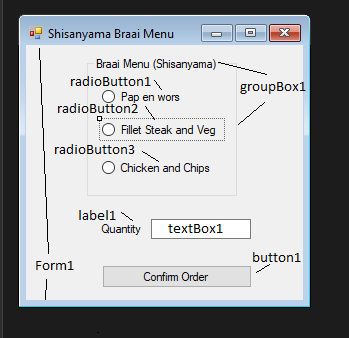 Shisanyama Braai Menu
Braai Menu (Shisanyama)
radioButton1
groupBox1
Pap en wors
radioButton2
Fillet Steak and Veg
radioButton3
Chicken and Chips
label1
Quantity
textBox1
button1
Form1
Confirm Order